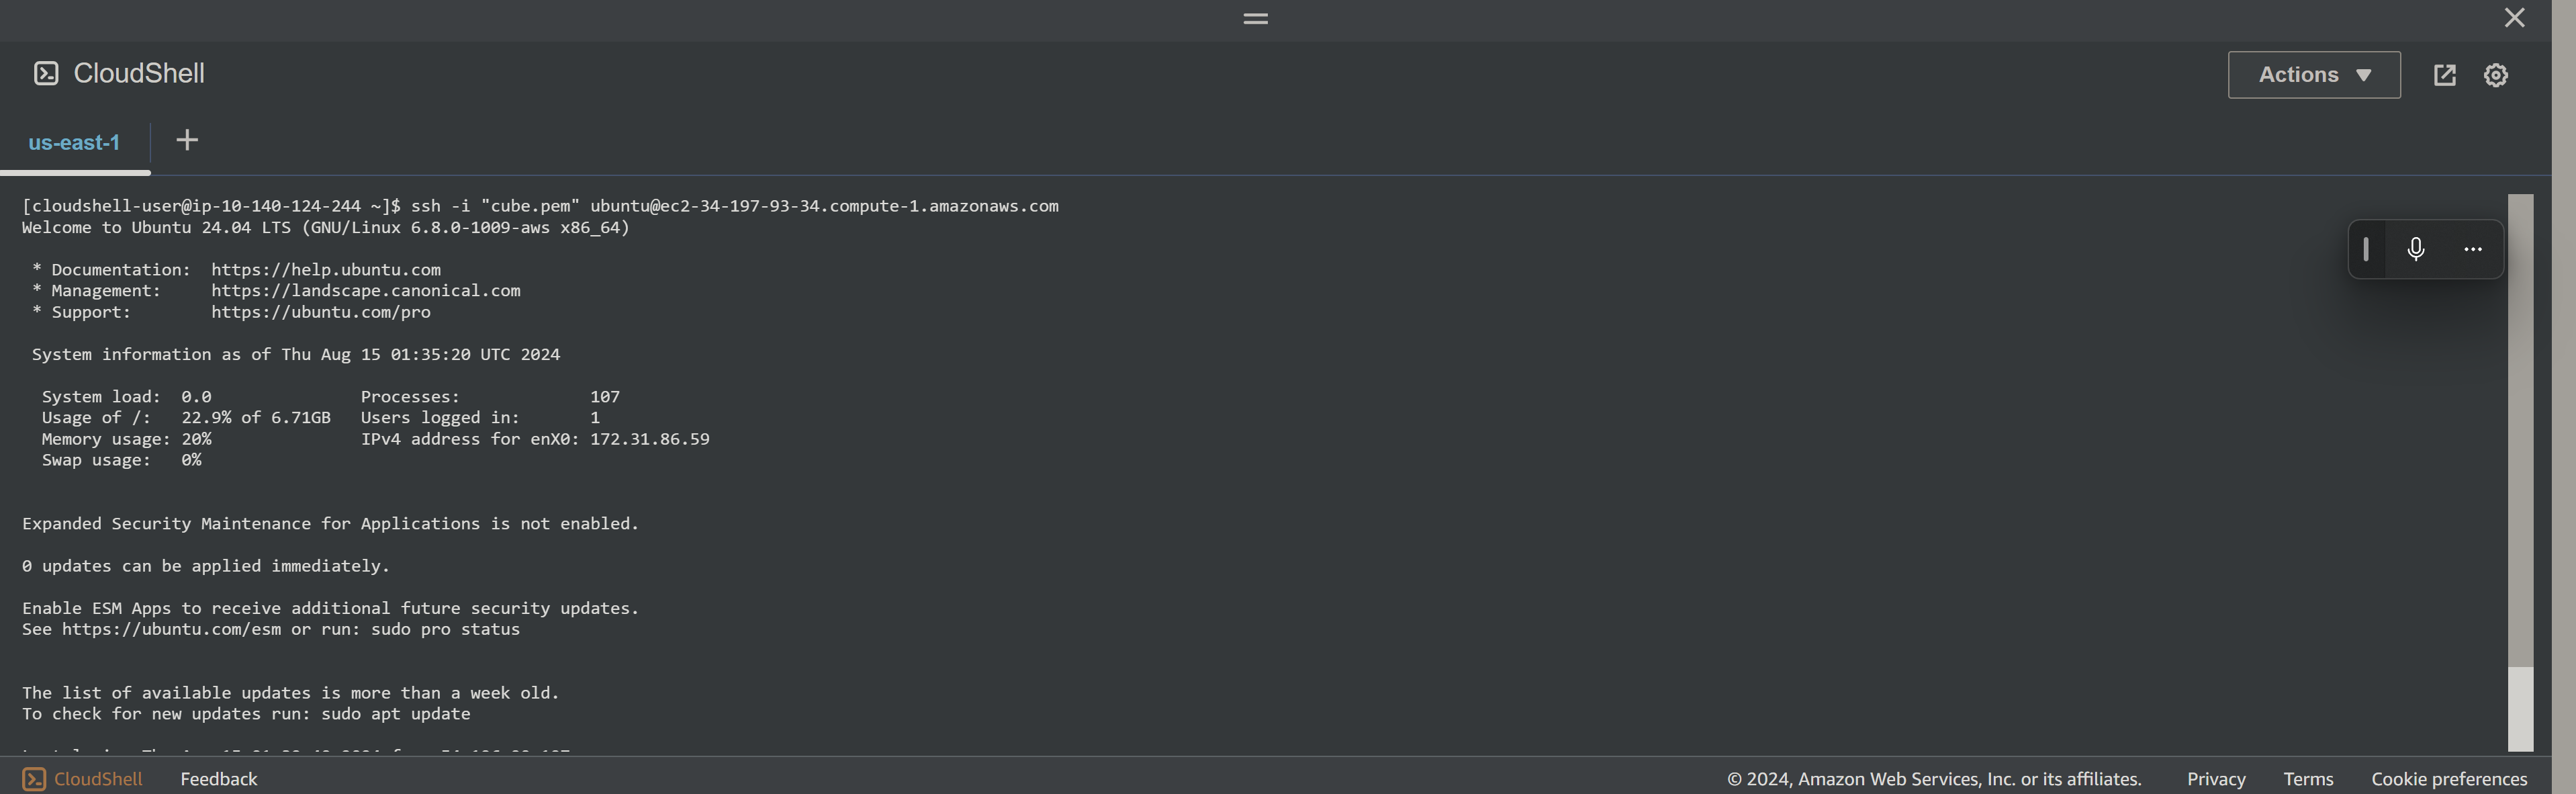 CloudShell
Actions
us-east-1
[cloudshell-user@ip-10-140-124-244 ~]$ ssh -i "cube.pem" ubuntu@ec2-34-197-93-34.compute-1.amazonaws.com
Welcome to Ubuntu 24.04 LTS (GNU/Linux 6.8.0-1009-aws x86_64)
* Documentation:  https://help.ubuntu.com
* Management:     https://landscape.canonical.com
* Support:        https://ubuntu.com/pro
System information as of Thu Aug 15 01:35:20 UTC 2024
System load:  0.0               Processes:             107
Usage of /:   22.9% of 6.71GB   Users logged in:       1
Memory usage: 20%               IPv4 address for enX0: 172.31.86.59
Swap usage:   0%
Expanded Security Maintenance for Applications is not enabled.
0 updates can be applied immediately.
Enable ESM Apps to receive additional future security updates.
See https://ubuntu.com/esm or run: sudo pro status
The list of available updates is more than a week old.
To check for new updates run: sudo apt update
CloudShell Feedback © 2024, Amazon Web Services, Inc. or its affiliates. Privacy Terms Cookie preferences